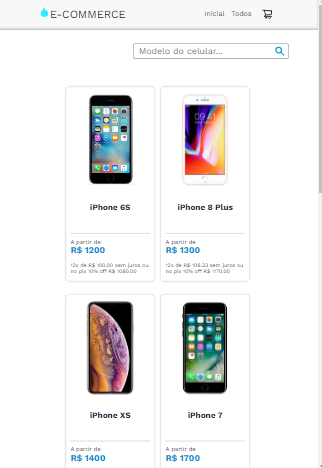 E-COMMERCE
Inicial Todos
Modelo do celular...
iPhone 6S
A partir de
R$ 1200
12x de R$ 100.00 sem juros ou
no pix 10% off R$ 1080.00
iPhone 8 Plus
A partir de
R$ 1300
12x de R$ 108.33 sem juros ou
no pix 10% off R$ 1170.00
iPhone XS
A partir de
R$ 1400
iPhone 7
A partir de
R$ 1700